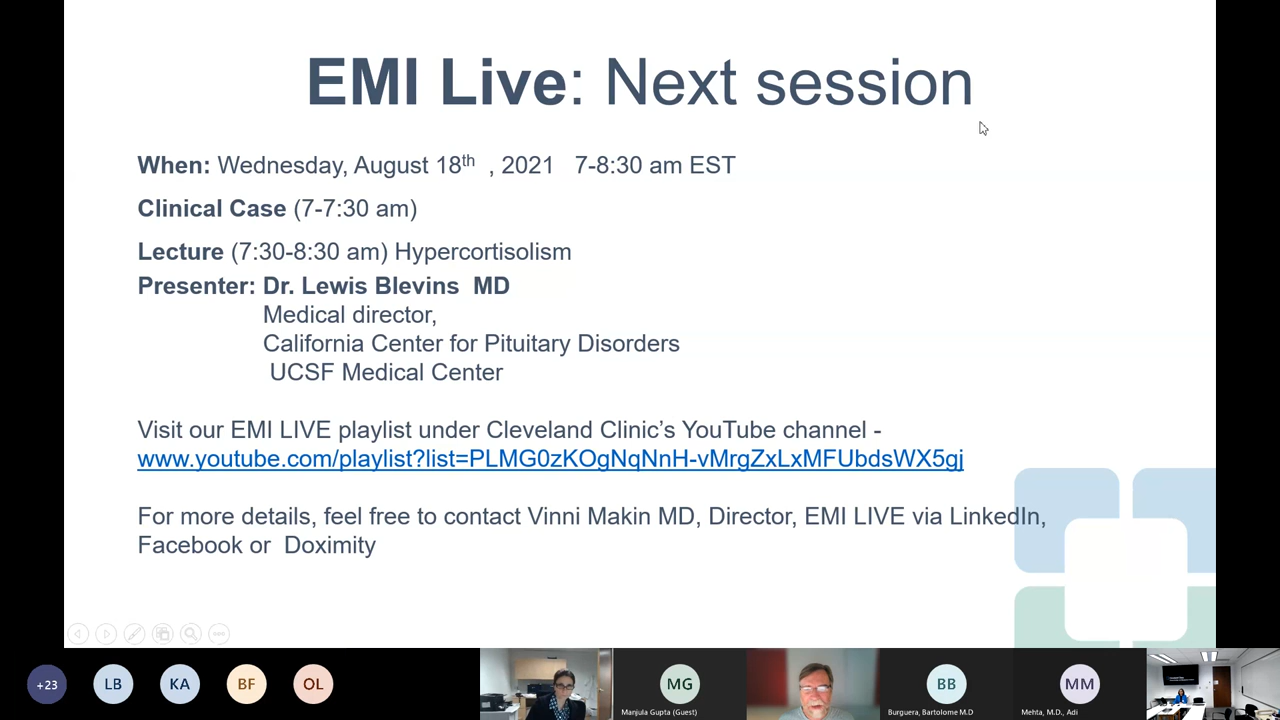 EMI Live: Next session
When: Wednesday, August 18th , 2021 7-8:30 am EST
Clinical Case (7-7:30 am)
Lecture (7:30-8:30 am) Hypercortisolism
Presenter: Dr. Lewis Blevins MD
Medical director,
California Center for Pituitary Disorders
UCSF Medical Center
Visit our EMI LIVE playlist under Cleveland Clinic’s YouTube channel -
www.youtube.com/playlist?list=PLMG0zKOgNqNnH-vMrgZxLxMFUbdsWX5gj
For more details, feel free to contact Vinni Makin MD, Director, EMI LIVE via LinkedIn,
Facebook or Doximity
+23 LB KA BF OL MG BB MM
Manjula Gupta (Guest) Burguera, Bartolome M.D Mehta, M.D., Adi